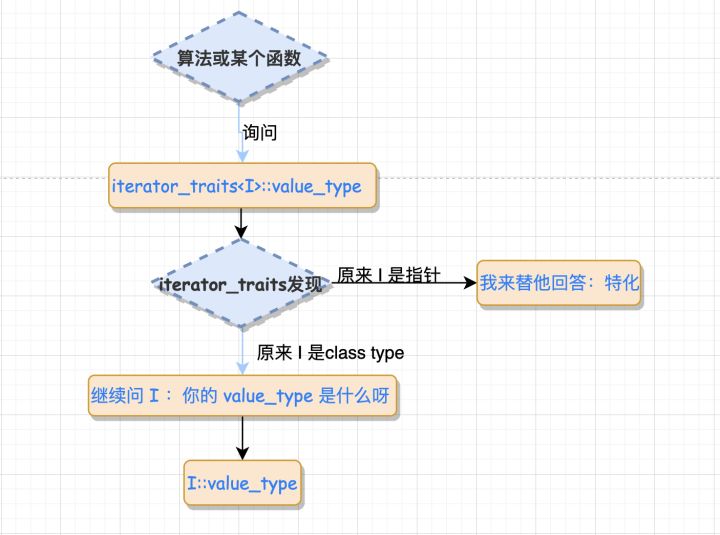 算法或某个函数
询问
iterator_traits<I>::value_type
iterator_traits发现
原来 I 是指针
我来替他回答：特化
原来 I 是class type
继续问 I ：你的 value_type 是什么呀
I::value_type